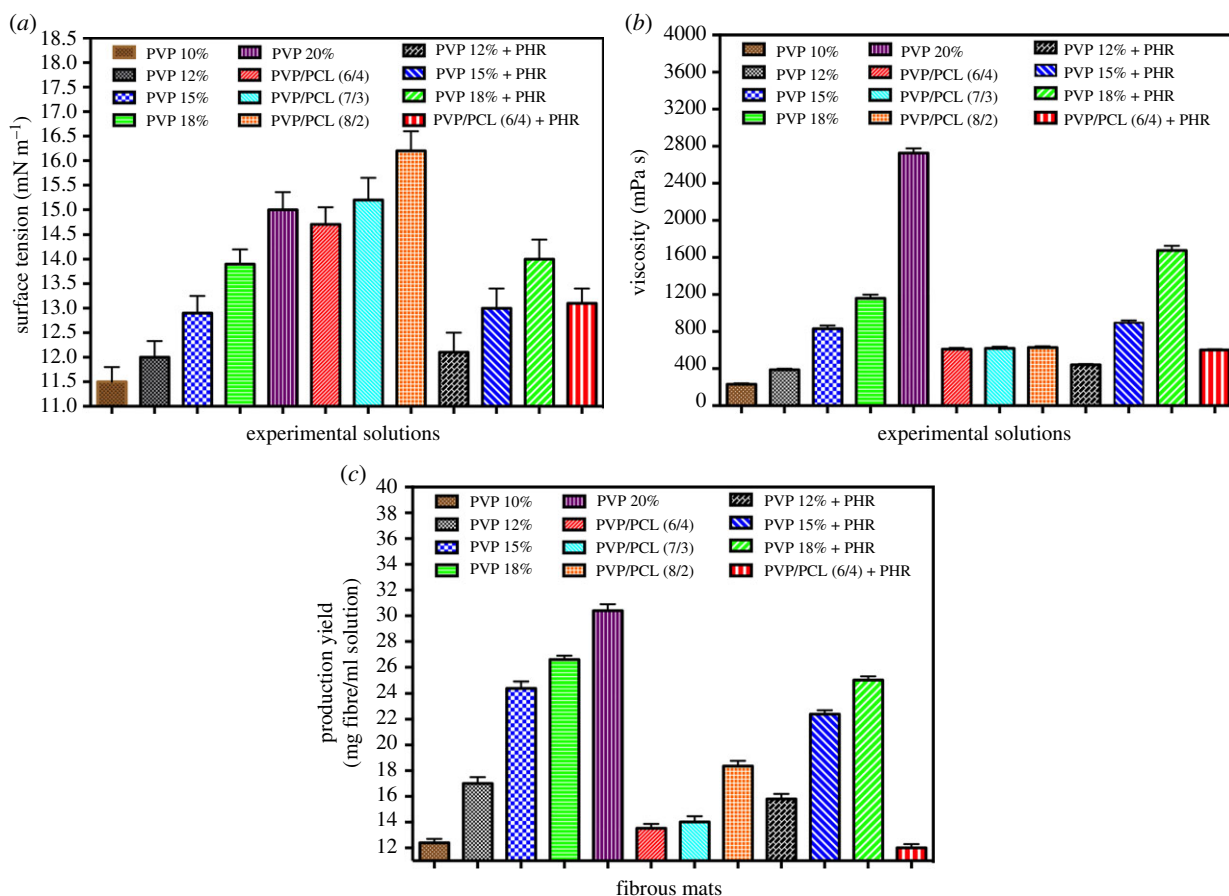 (a)
18.5
18.0
17.5
17.0
16.5
16.0
15.5
15.0
14.5
14.0
13.5
13.0
12.5
12.0
11.5
11.0
surface tension (mN m−1)
PVP 10%
PVP 12%
PVP 15%
PVP 18%
PVP 20%
PVP/PCL (6/4)
PVP/PCL (7/3)
PVP/PCL (8/2)
PVP 12% + PHR
PVP 15% + PHR
PVP 18% + PHR
PVP/PCL (6/4) + PHR
experimental solutions
(b)
4000
3600
3200
2800
2400
2000
1600
1200
800
400
0
viscosity (mPa s)
PVP 10%
PVP 12%
PVP 15%
PVP 18%
PVP 20%
PVP/PCL (6/4)
PVP/PCL (7/3)
PVP/PCL (8/2)
PVP 12% + PHR
PVP 15% + PHR
PVP 18% + PHR
PVP/PCL (6/4) + PHR
experimental solutions
(c)
40
38
36
34
32
30
28
26
24
22
20
18
16
14
12
production yield
(mg fibre/ml solution)
PVP 10%
PVP 12%
PVP 15%
PVP 18%
PVP 20%
PVP/PCL (6/4)
PVP/PCL (7/3)
PVP/PCL (8/2)
PVP 12% + PHR
PVP 15% + PHR
PVP 18% + PHR
PVP/PCL (6/4) + PHR
fibrous mats